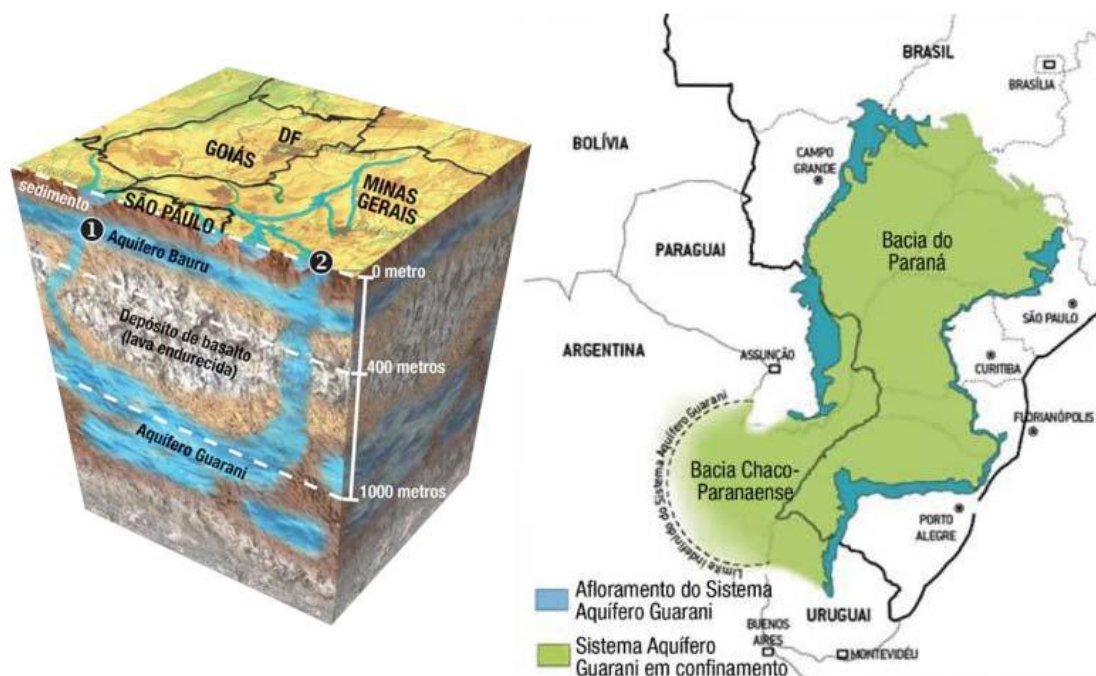 DF
GOIÁS
MINAS
GERAIS
sedimento
SÃO PAULO
1
Aquífero Bauru
2
0 metro
Depósito de basalto
(lava endurecida)
400 metros
Aquífero Guarani
1000 metros
BRASIL
BRASÍLIA
BOLÍVIA
CAMPO
GRANDE
PARAGUAI
Bacia do
Paraná
SÃO PAULO
ARGENTINA
ASSUNÇÃO
CURITIBA
FLORIANÓPOLIS
Limite Indefinido do Sistema Aquífero Guarani
Bacia Chaco-
Paranaense
PORTO
ALEGRE
Afloramento do Sistema
Aquífero Guarani
URUGUAI
BUENOS
AIRES
MONTEVIDÉU
Sistema Aquífero
Guarani em confinamento